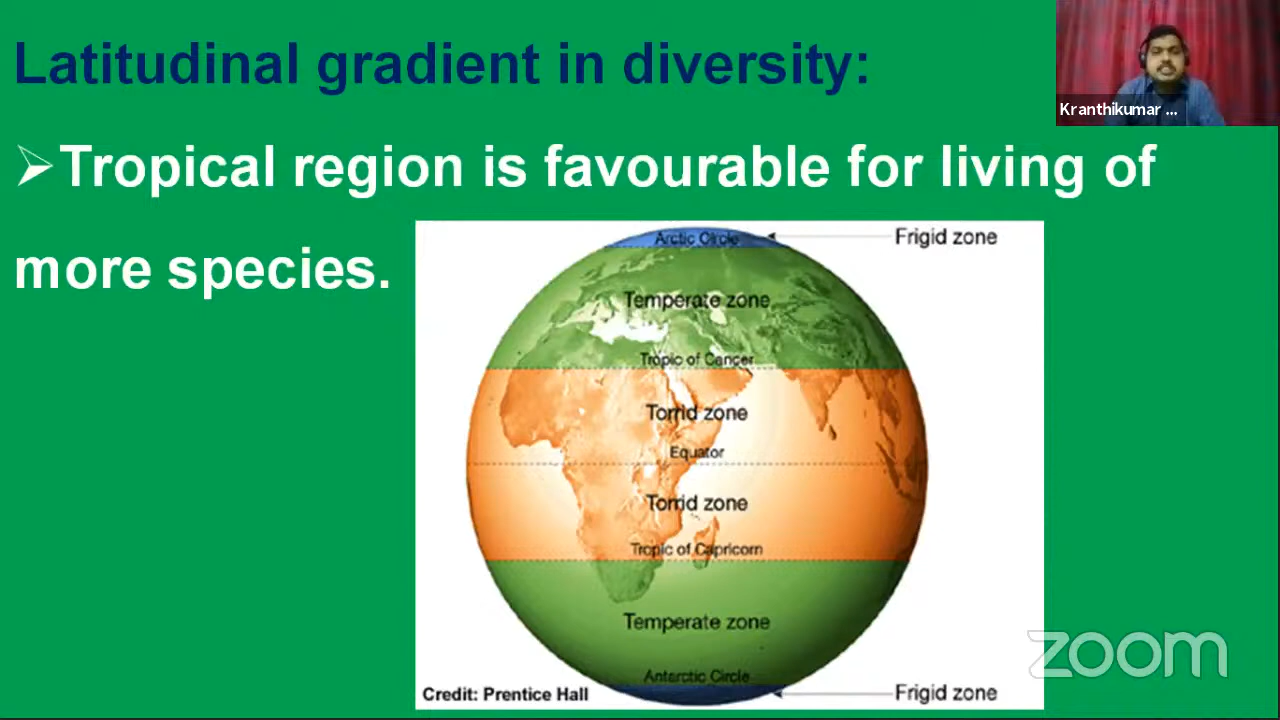 Latitudinal gradient in diversity:
Kranthikumar ...
➢Tropical region is favourable for living of
more species.
Arctic Circle
Frigid zone
Temperate zone
Tropic of Cancer
Torrid zone
Equator
Torrid zone
Tropic of Capricorn
Temperate zone
zoom
Antarctic Circle
Credit: Prentice Hall
Frigid zone